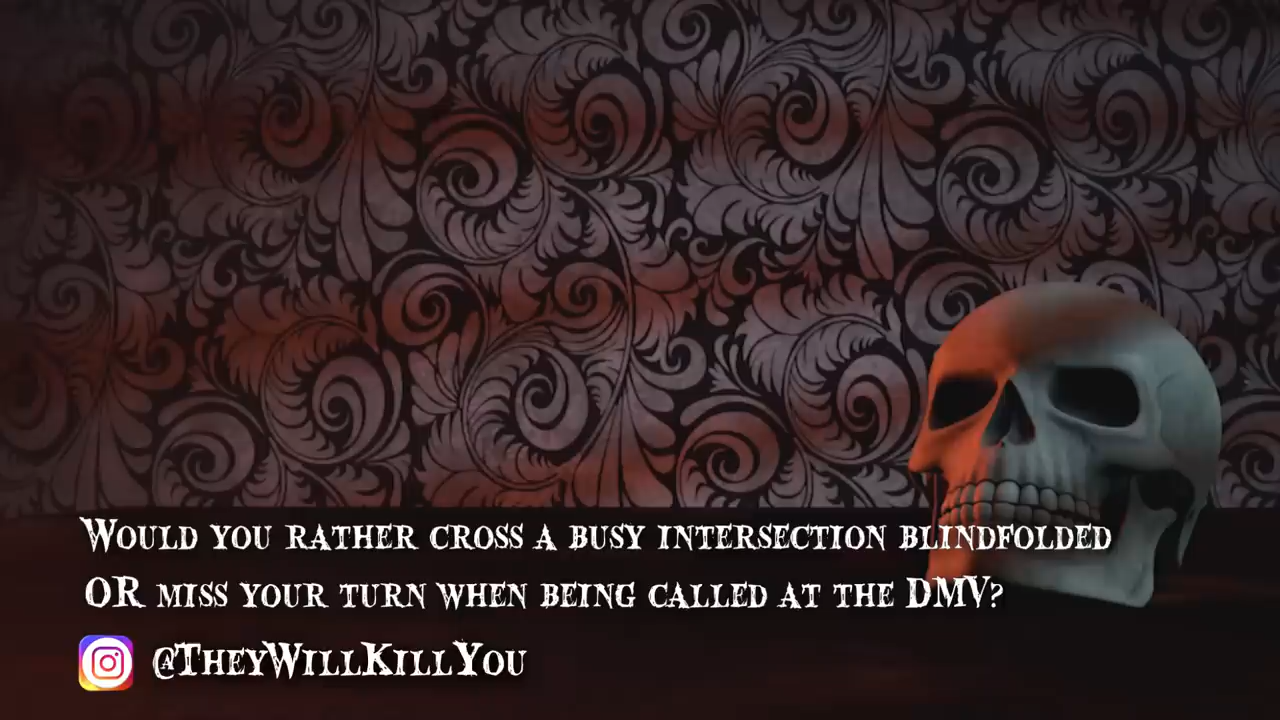 Would you rather cross a busy intersection blindfolded
OR miss your turn when being called at the DMV?
@TheyWillKillYou